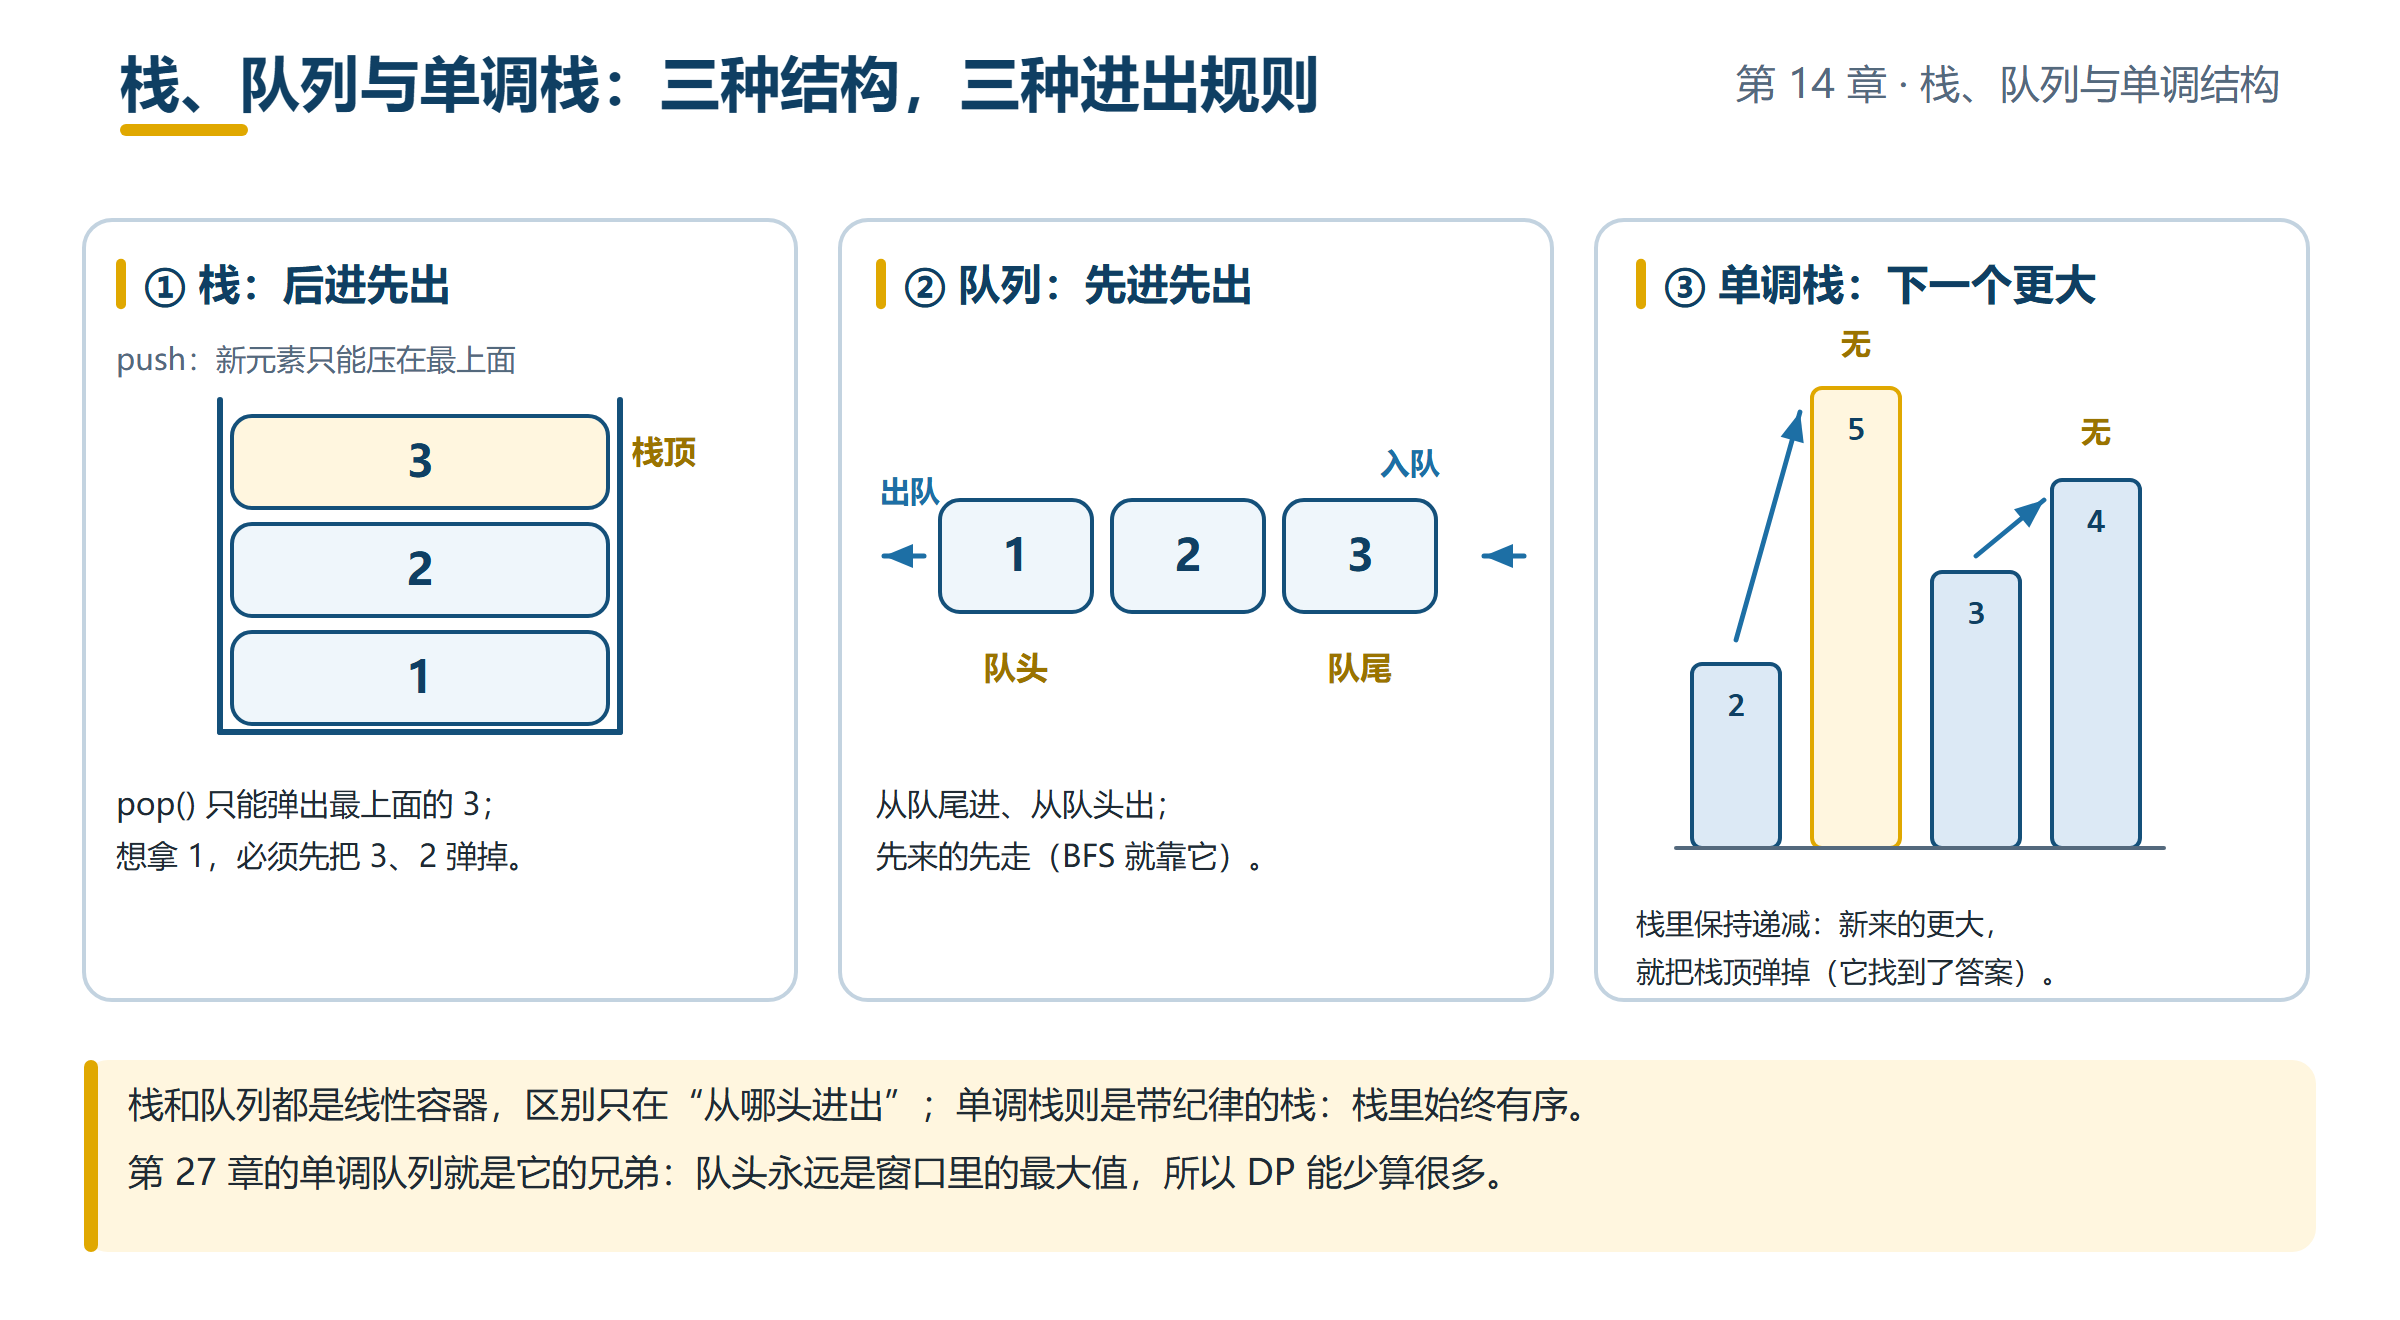 栈、队列与单调栈：三种结构，三种进出规则
第 14 章 · 栈、队列与单调结构
① 栈：后进先出
push：新元素只能压在最上面
3
栈顶
2
1
pop() 只能弹出最上面的 3；
想拿 1，必须先把 3、2 弹掉。
② 队列：先进先出
入队
出队
1
2
3
队头
队尾
从队尾进、从队头出；
先来的先走（BFS 就靠它）。
③ 单调栈：下一个更大
无
5
无
4
3
2
栈里保持递减：新来的更大，
就把栈顶弹掉（它找到了答案）。
栈和队列都是线性容器，区别只在“从哪头进出”；单调栈则是带纪律的栈：栈里始终有序。
第 27 章的单调队列就是它的兄弟：队头永远是窗口里的最大值，所以 DP 能少算很多。